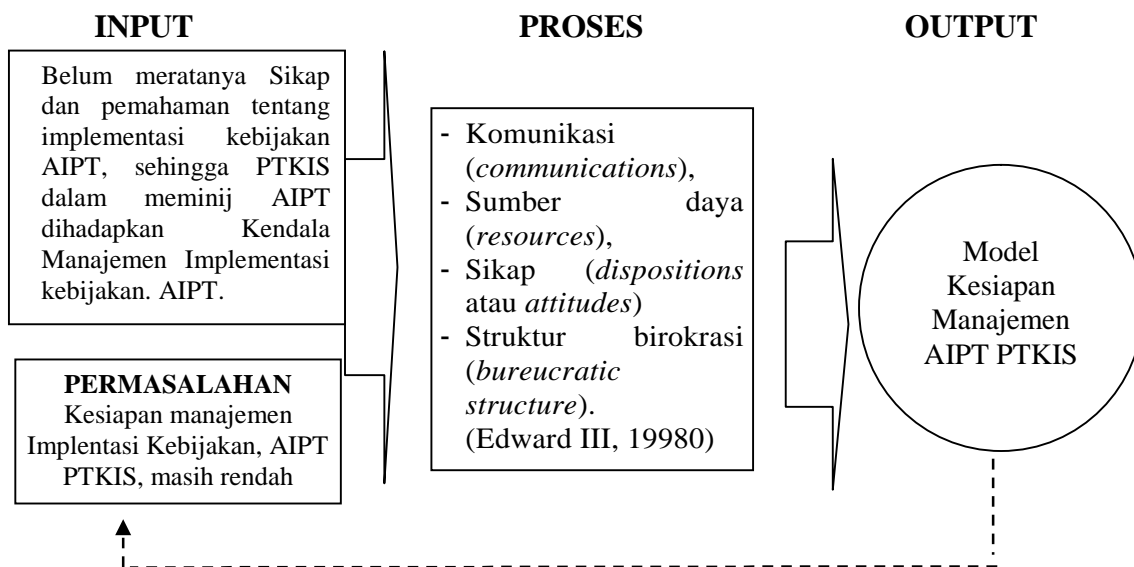 INPUT
PROSES
OUTPUT
Belum meratanya Sikap
dan pemahaman tentang
implementasi kebijakan
AIPT, sehingga PTKIS
dalam meminij AIPT
dihadapkan Kendala
Manajemen Implementasi
kebijakan. AIPT.
PERMASALAHAN
Kesiapan manajemen
Implentasi Kebijakan, AIPT
PTKIS, masih rendah
- Komunikasi
(communications),
- Sumber daya
(resources),
- Sikap (dispositions
atau attitudes)
- Struktur birokrasi
(bureucratic
structure).
(Edward III, 19980)
Model
Kesiapan
Manajemen
AIPT PTKIS